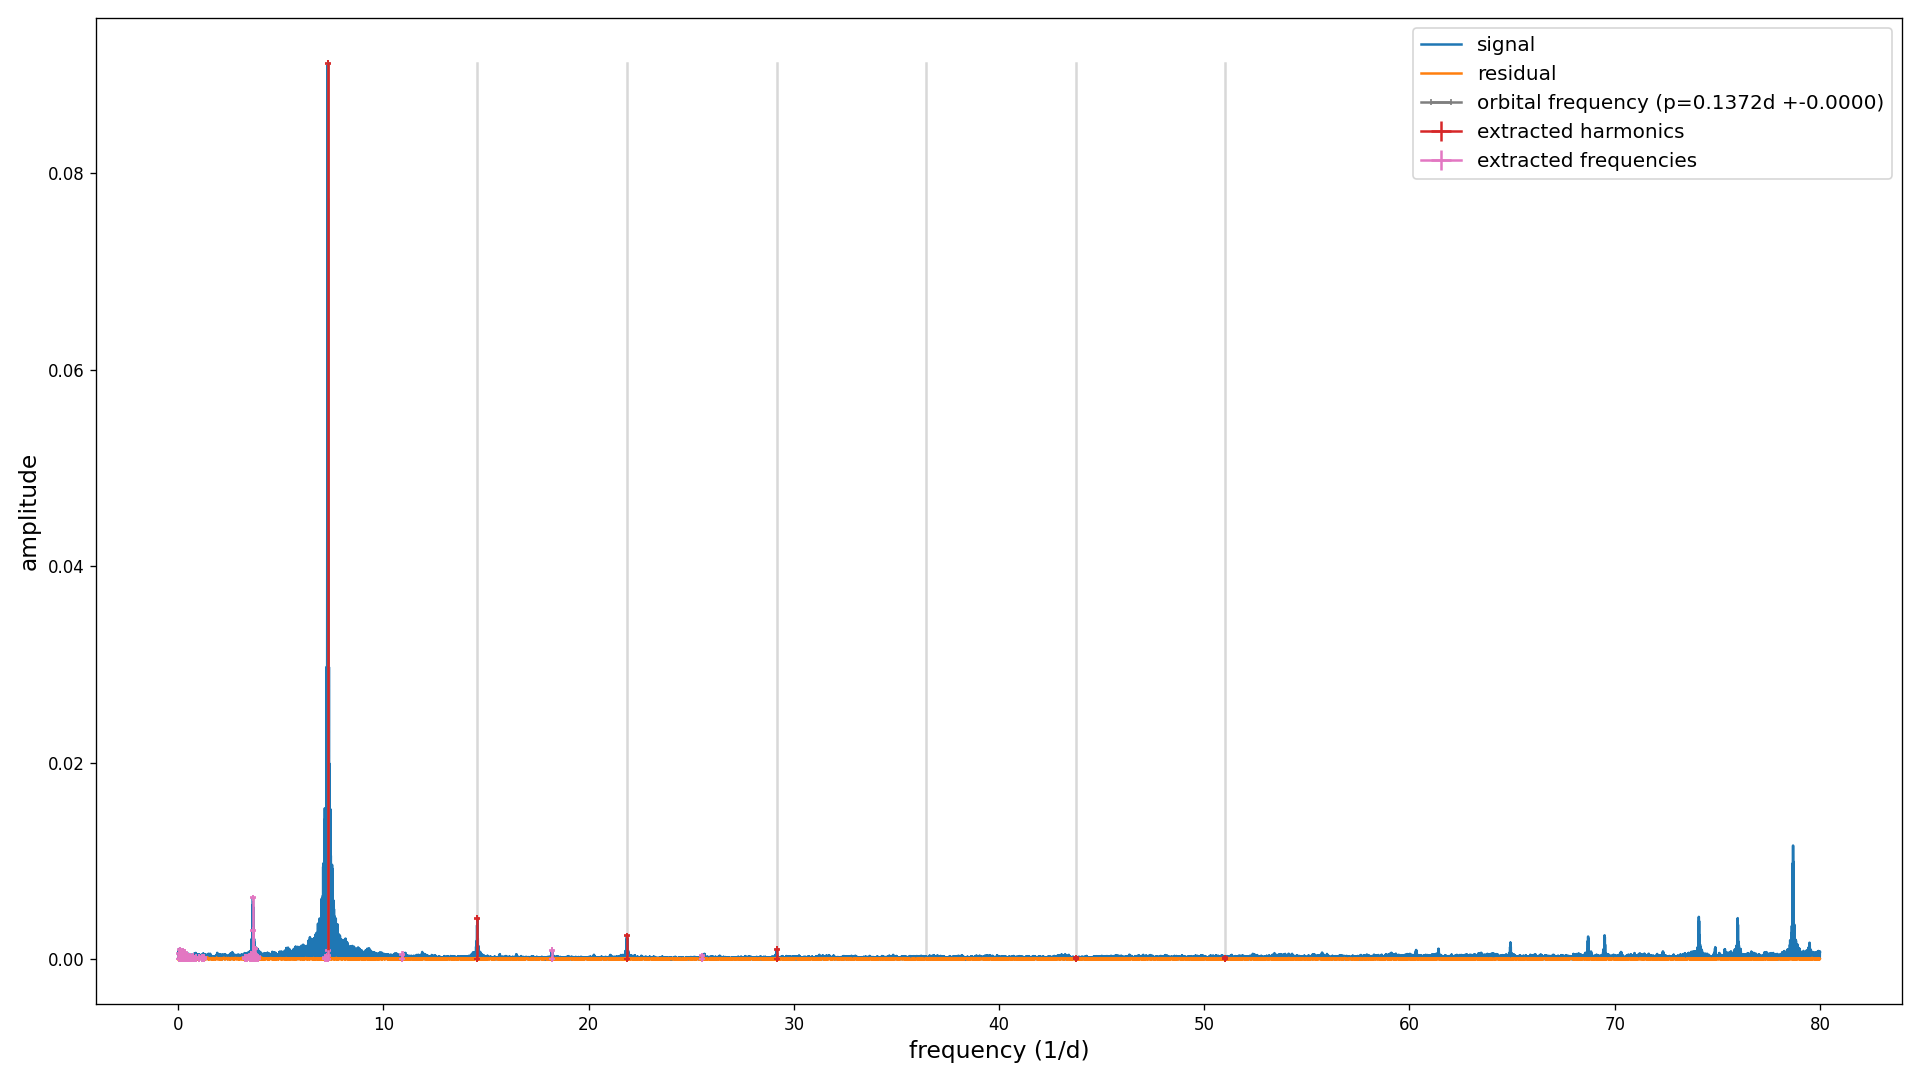 signal
residual
orbital frequency (p=0.1372d +-0.0000)
extracted harmonics
extracted frequencies
0.08
0.06
0.04
0.02
0.00
amplitude
0 10 20 30 40 50 60 70 80
frequency (1/d)